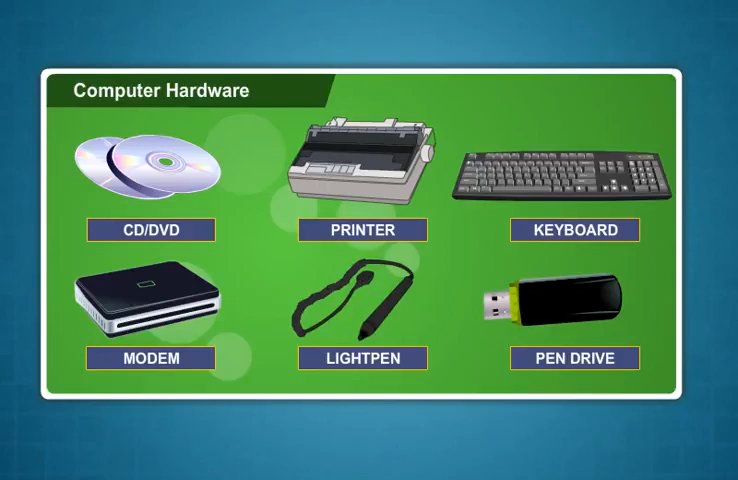 Computer Hardware
CD/DVD
PRINTER
KEYBOARD
MODEM
LIGHTPEN
PEN DRIVE